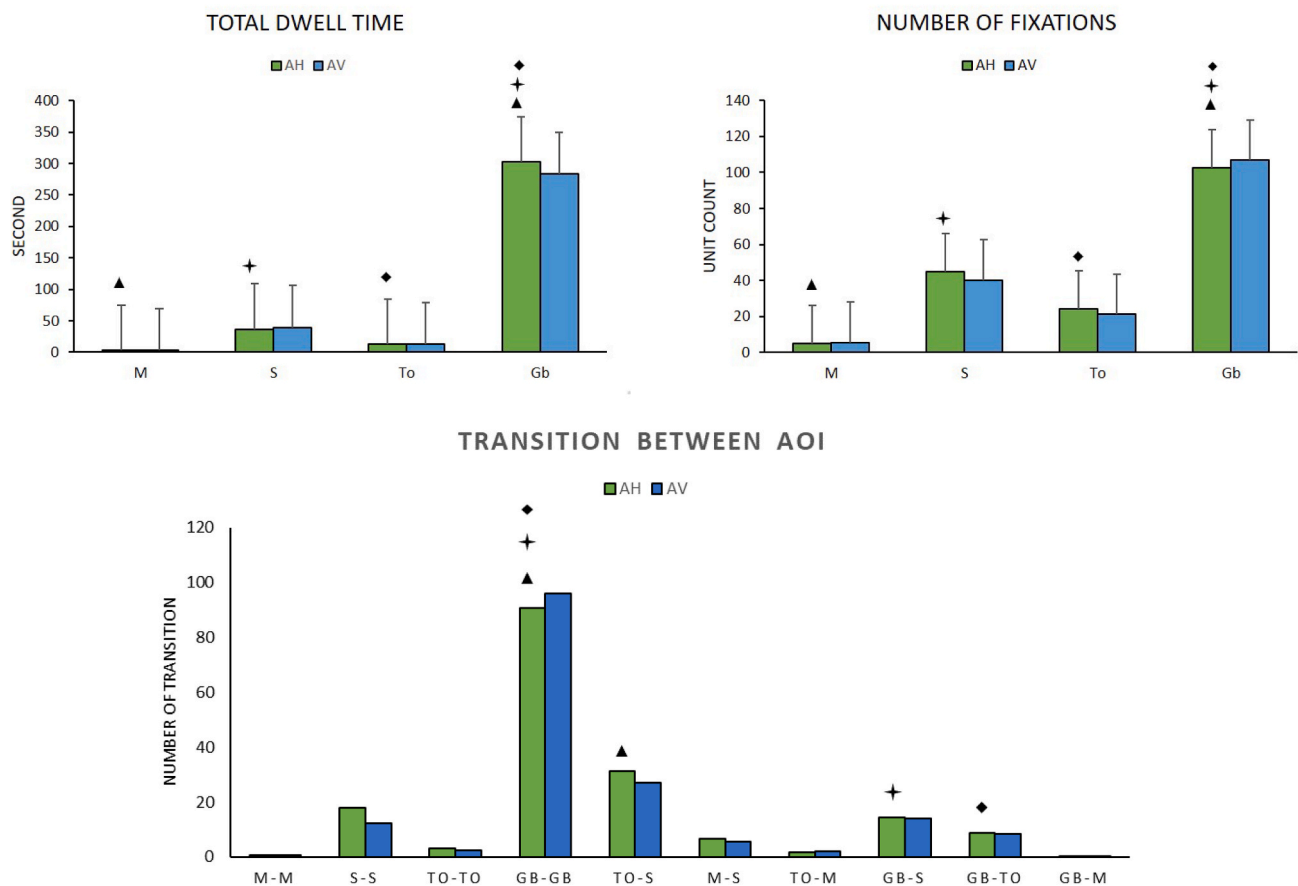 TOTAL DWELL TIME
AH AV
400
350
300
250
200
150
100
50
0
SECOND
M S To Gb
NUMBER OF FIXATIONS
AH AV
140
120
100
80
60
40
20
0
UNIT COUNT
M S To Gb
TRANSITION BETWEEN AOI
AH AV
120
100
80
60
40
20
0
NUMBER OF TRANSITION
M-M S-S TO-TO GB-GB TO-S M-S TO-M GB-S GB-TO GB-M